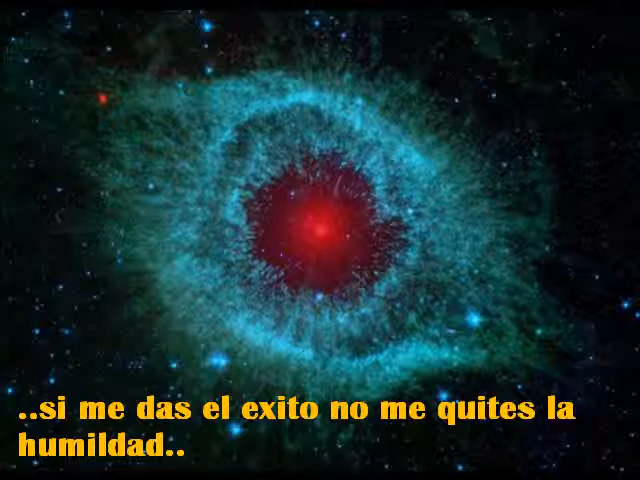 ..si me das el exito no me quites la
humildad..